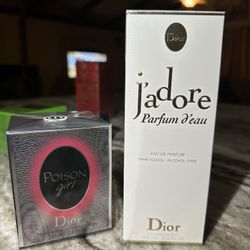 POISON
girl
Dior
Dior
j'adore
Parfum d'eau
EAU DE PARFUM
SANS ALCOOL - ALCOHOL-FREE
Dior